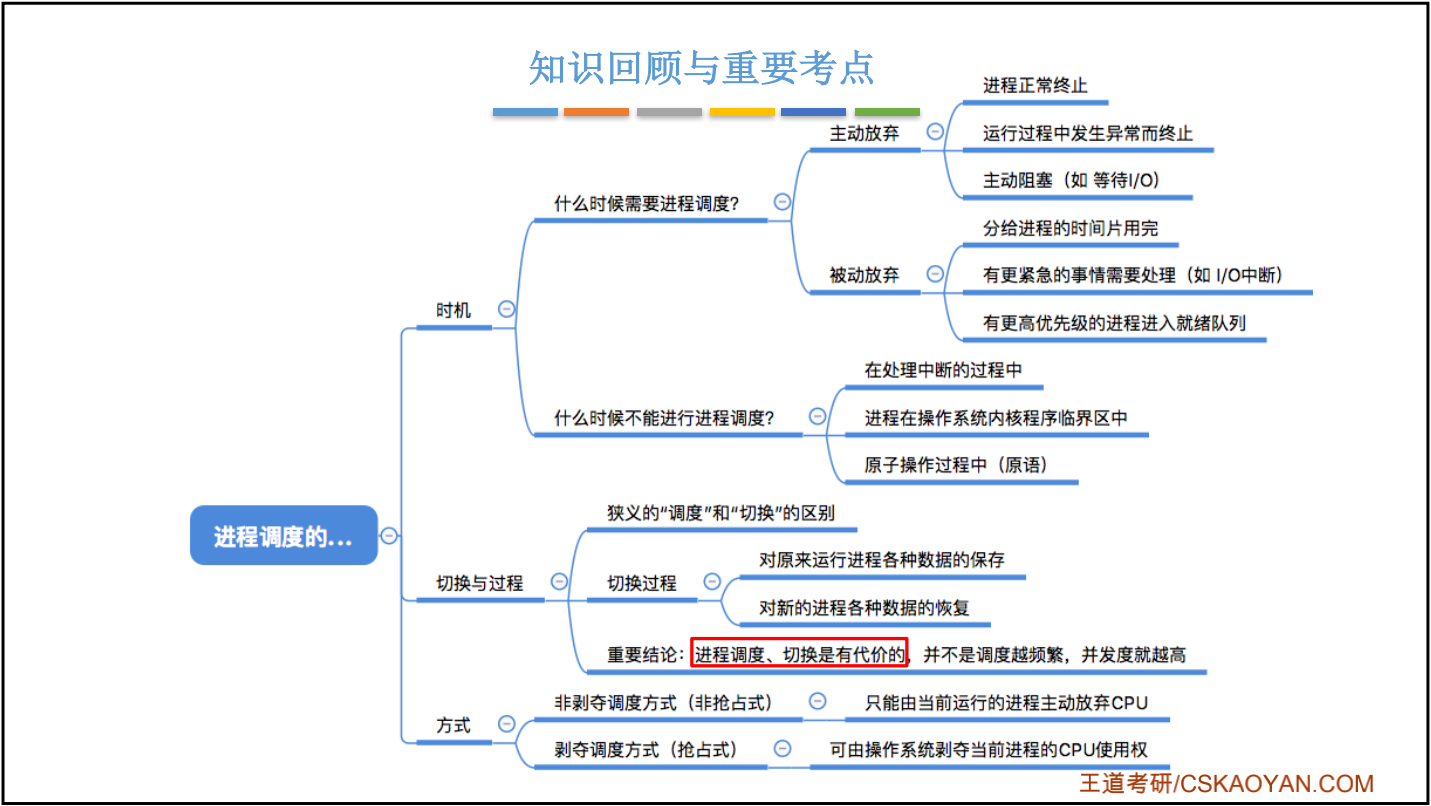 知识回顾与重要考点
进程正常终止
主动放弃
运行过程中发生异常而终止
主动阻塞（如 等待I/O）
什么时候需要进程调度？
分给进程的时间片用完
被动放弃
有更紧急的事情需要处理（如 I/O中断）
时机
有更高优先级的进程进入就绪队列
在处理中断的过程中
什么时候不能进行进程调度？
进程在操作系统内核程序临界区中
原子操作过程中（原语）
进程调度的...
狭义的“调度”和“切换”的区别
对原来运行进程各种数据的保存
切换与过程
切换过程
对新的进程各种数据的恢复
重要结论：进程调度、切换是有代价的，并不是调度越频繁，并发度就越高
非剥夺调度方式（非抢占式）
只能由当前运行的进程主动放弃CPU
方式
剥夺调度方式（抢占式）
可由操作系统剥夺当前进程的CPU使用权
王道考研/CSKAOYAN.COM